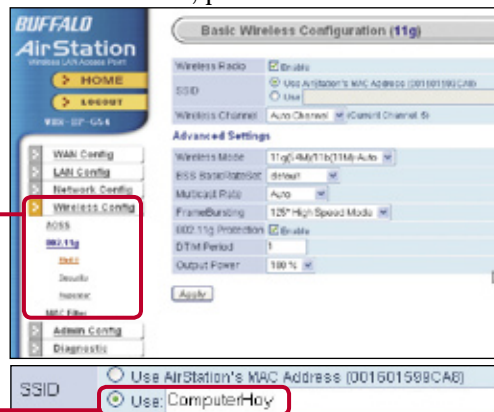 BUFFALO
AirStation
Wireless LAN Access Point
HOME
LOGOUT
WAN Config
LAN Config
Network Config
Wireless Config
AOSS
802.11g
Security
MAC Filter
Admin Config
Diagnostic
Basic Wireless Configuration (11g)
Wireless Radio Enable
SSID
Use AirStation's MAC Address (001601599CA8)
Use
Wireless Channel Auto Channel (Current Channel: 6)
Advanced Settings
Wireless Mode 11g(54M)/11b(11M)-Auto
BSS BasicRateSet default
Multicast Rate Auto
FrameBursting 125* High Speed Mode
802.11g Protection Enable
DTIM Period 1
Output Power 100 %
Apply
SSID
Use AirStation's MAC Address (001601599CA8)
Use: ComputerHoy